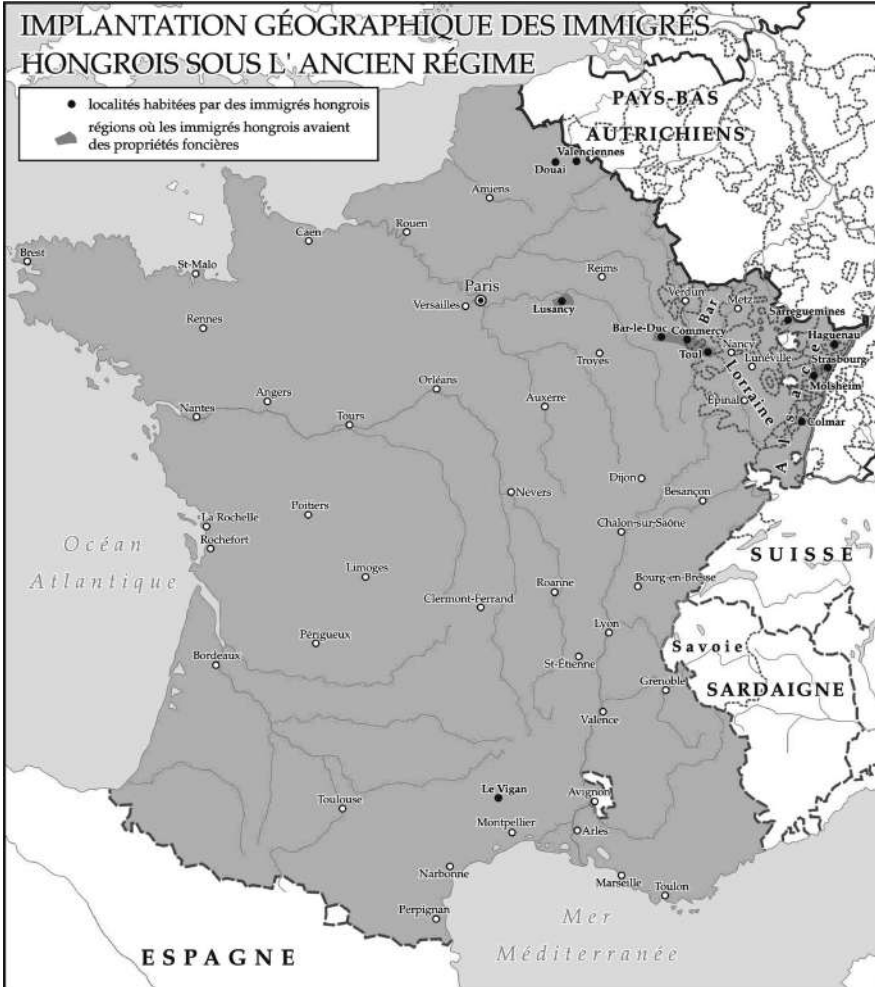 IMPLANTATION GÉOGRAPHIQUE DES IMMIGRÉS
HONGROIS SOUS L' ANCIEN RÉGIME
localités habitées par des immigrés hongrois
régions où les immigrés hongrois avaient
des propriétés foncières
PAYS-BAS
AUTRICHIENS
Valenciennes
Douai
Amiens
Rouen
Caen
Brest
St-Malo
Reims
Paris
Versailles
Lusancy
Verdun
Bar
Metz
Sarreguemines
Rennes
Bar-le-Duc
Commercy
Haguenau
Toul
Nancy
Lunéville
Strasbourg
Troyes
Molsheim
Lorraine
Alsace
Orléans
Angers
Auxerre
Épinal
Nantes
Tours
Colmar
Dijon
Nevers
Besançon
Poitiers
La Rochelle
Chalon-sur-Saône
Rochefort
Océan
Atlantique
SUISSE
Limoges
Clermont-Ferrand
Roanne
Bourg-en-Bresse
Lyon
Périgueux
Savoie
Bordeaux
St-Étienne
Grenoble
SARDAIGNE
Valence
Le Vigan
Avignon
Toulouse
Montpellier
Arles
Narbonne
Marseille
Toulon
Perpignan
Mer
Méditerranée
ESPAGNE